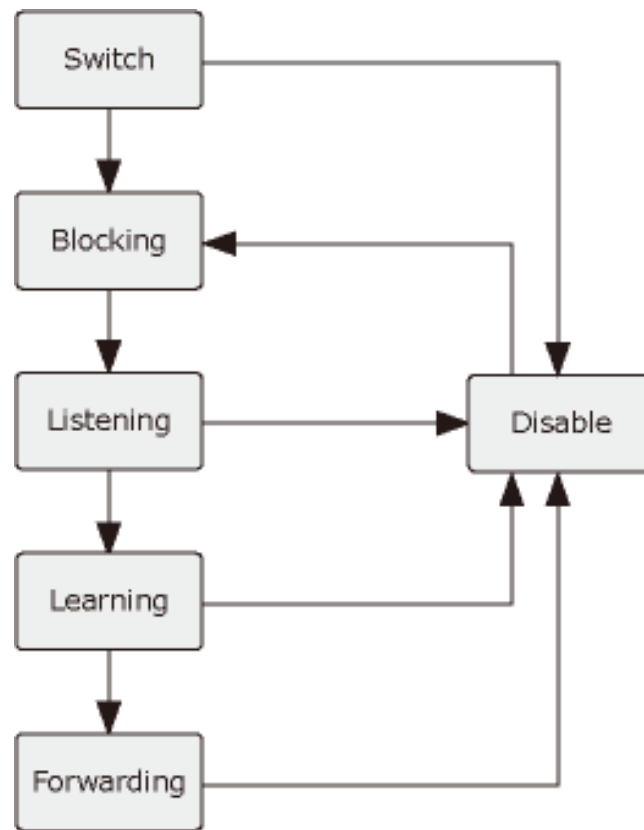 Switch
Blocking
Listening
Disable
Learning
Forwarding